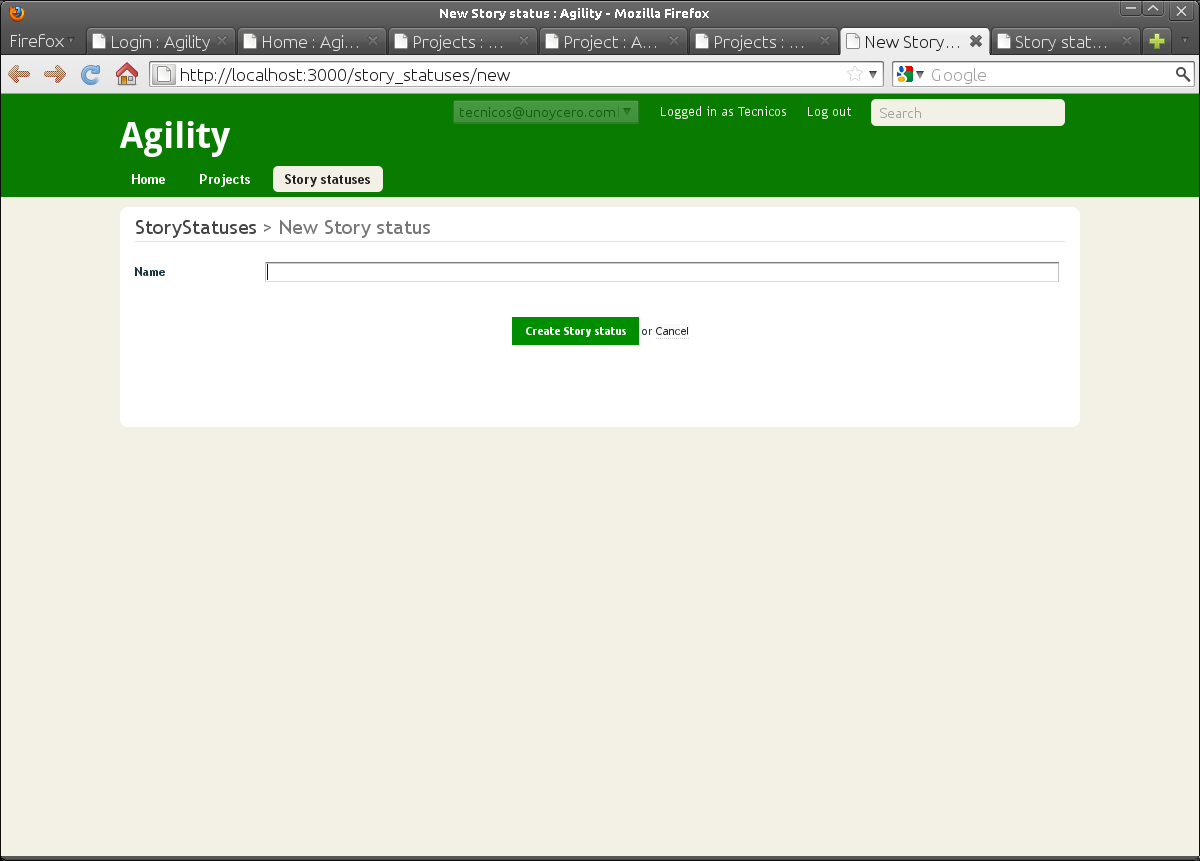 New Story status : Agility - Mozilla Firefox
Firefox Login : Agility Home : Agi... Projects : ... Project : A... Projects : ... New Story... Story stat...
http://localhost:3000/story_statuses/new Google
tecnicos@unoycero.com Logged in as Tecnicos Log out Search
Agility
Home Projects Story statuses
StoryStatuses > New Story status
Name
Create Story status or Cancel